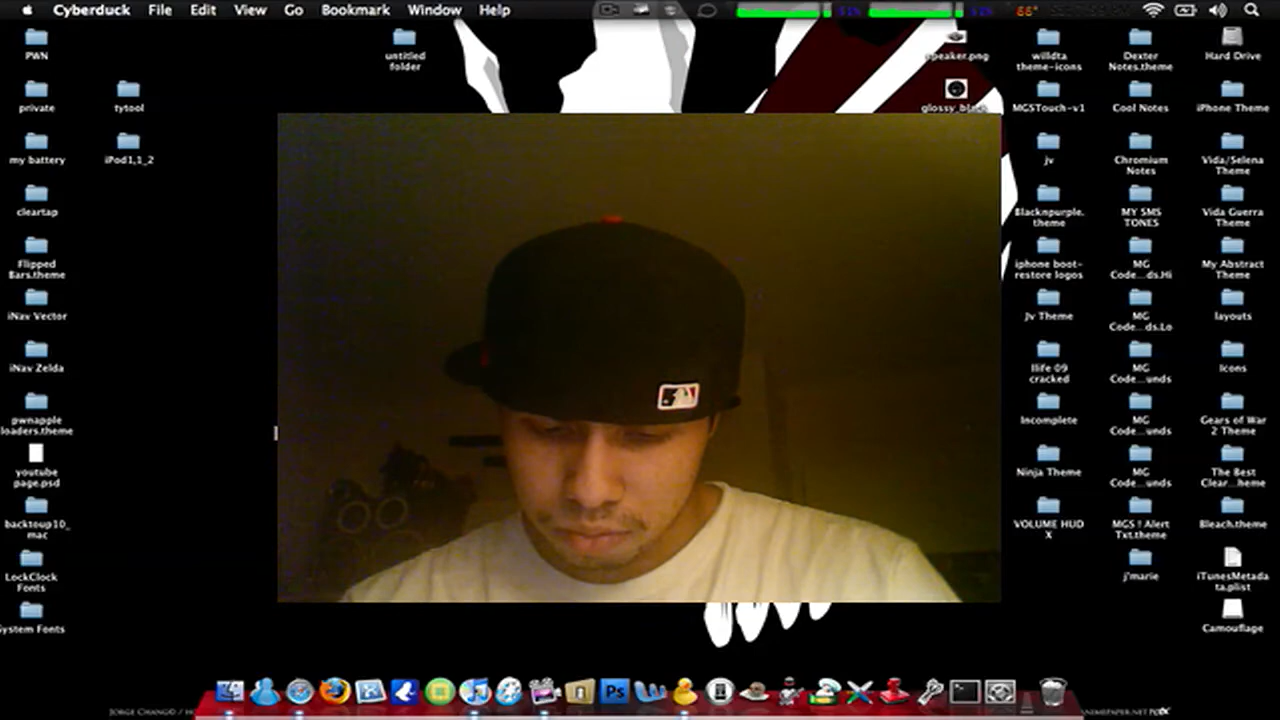 Cyberduck File Edit View Go Bookmark Window Help
PWN
private
my battery
cleartap
Flipped
Bars.theme
iNav Vector
iNav Zelda
pwnapple
loaders.theme
youtube
page.psd
backtoup10_
mac
LockClock
Fonts
System Fonts
tytool
iPod1,1_2
untitled
folder
speaker.png
willdta
theme-icons
MGSTouch-v1
jv
Blacknpurple.
theme
iphone boot-
restore logos
Jv Theme
Ilife 09
cracked
Incomplete
Ninja Theme
VOLUME HUD
X
Dexter
Notes.theme
Cool Notes
Chromium
Notes
MY SMS
TONES
MG
Code...ds.Hi
MG
Code...ds.Lo
MG
Code...unds
MG
Code...unds
MG
Code...unds
MGS ! Alert
Txt.theme
j'marie
Hard Drive
iPhone Theme
Vida/Selena
Theme
Vida Guerra
Theme
My Abstract
Theme
layouts
Icons
Gears of War
2 Theme
The Best
Clear...heme
Bleach.theme
iTunesMetada
ta.plist
Camouflage
Ps